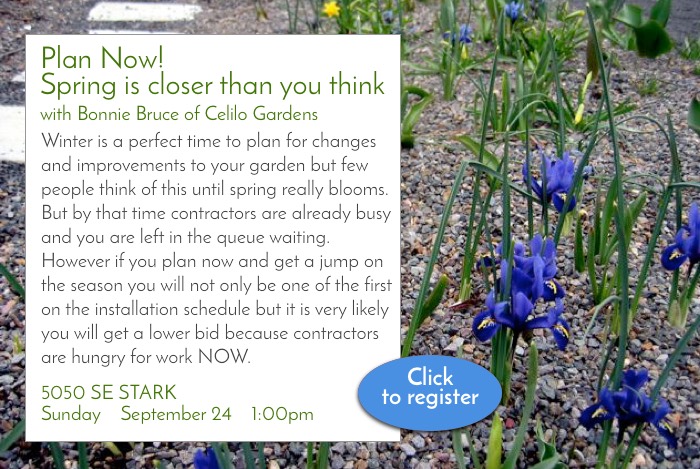 Plan Now!
Spring is closer than you think
with Bonnie Bruce of Celilo Gardens
Winter is a perfect time to plan for changes
and improvements to your garden but few
people think of this until spring really blooms.
But by that time contractors are already busy
and you are left in the queue waiting.
However if you plan now and get a jump on
the season you will not only be one of the first
on the installation schedule but it is very likely
you will get a lower bid because contractors
are hungry for work NOW.
5050 SE STARK
Sunday September 24 1:00pm
Click
to register